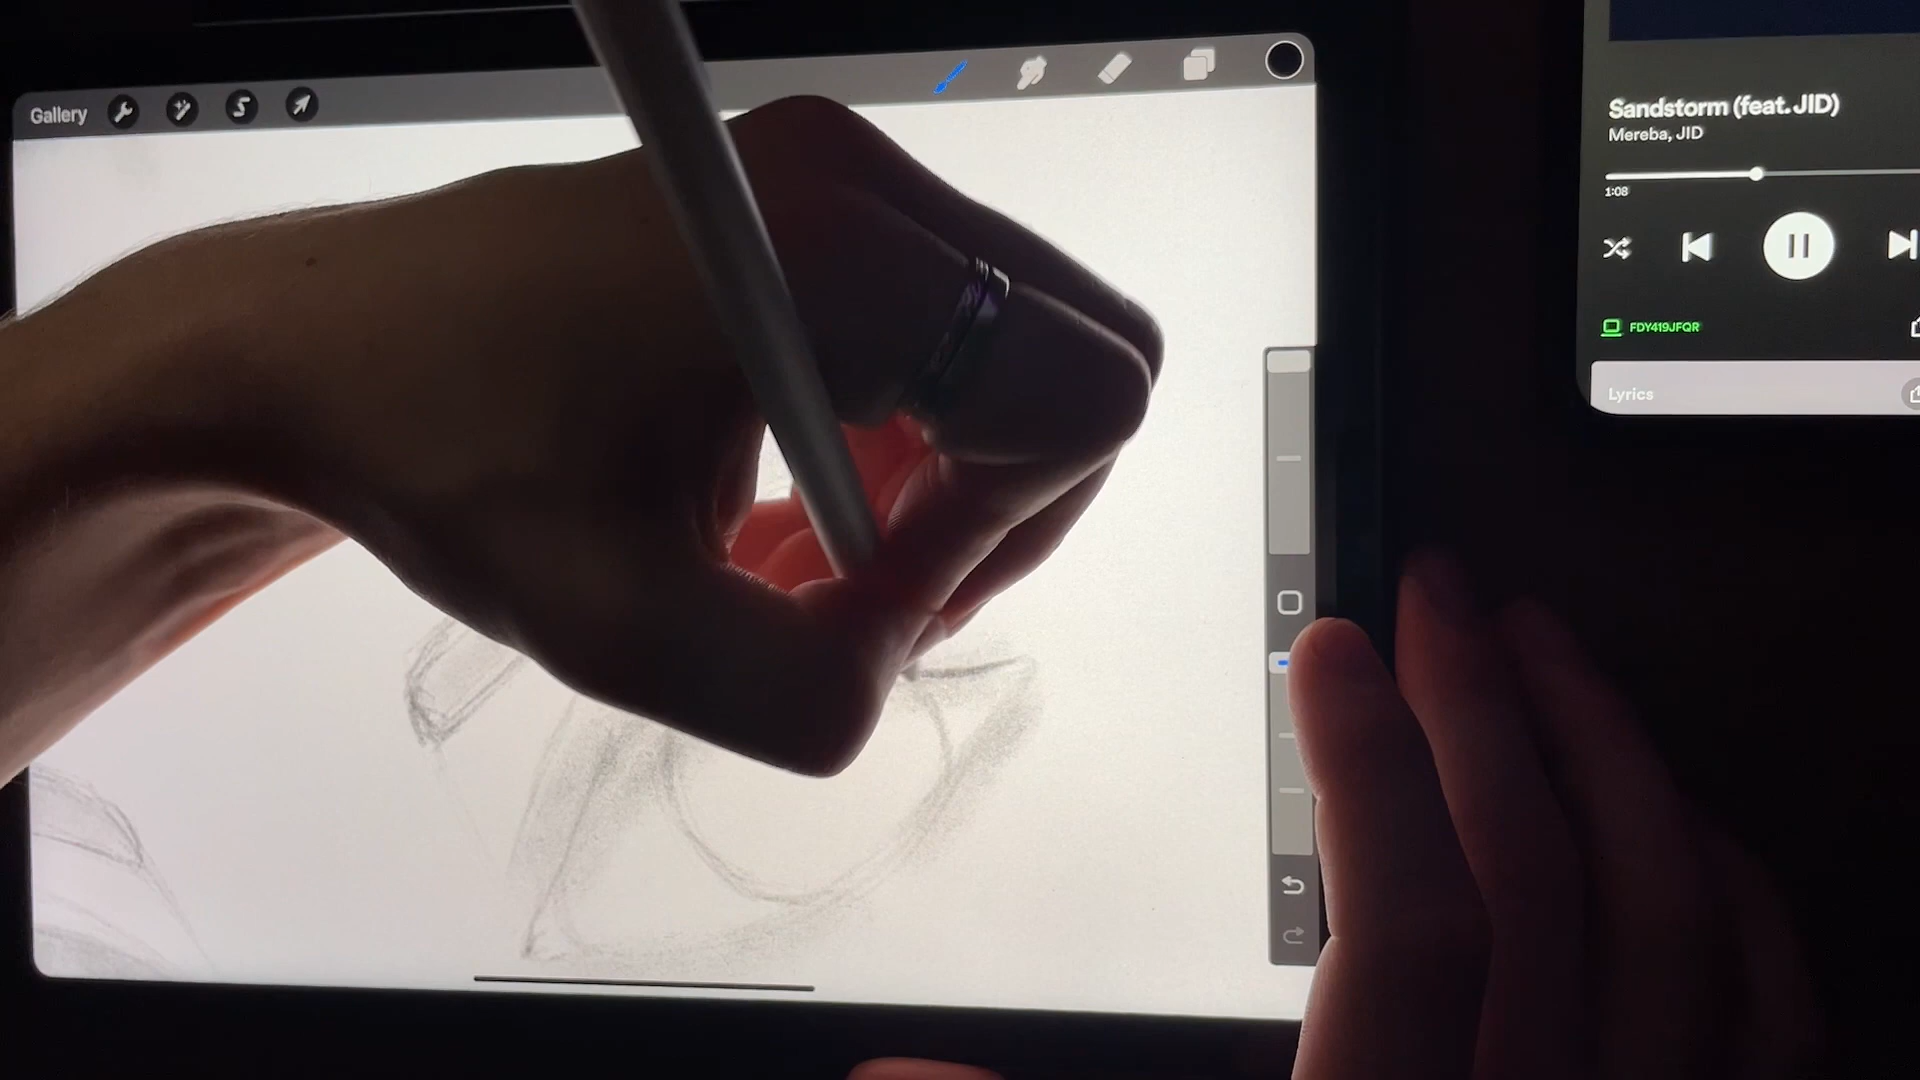 Gallery
Sandstorm (feat. JID)
Mereba, JID
1:08
FDY419JFQR
Lyrics